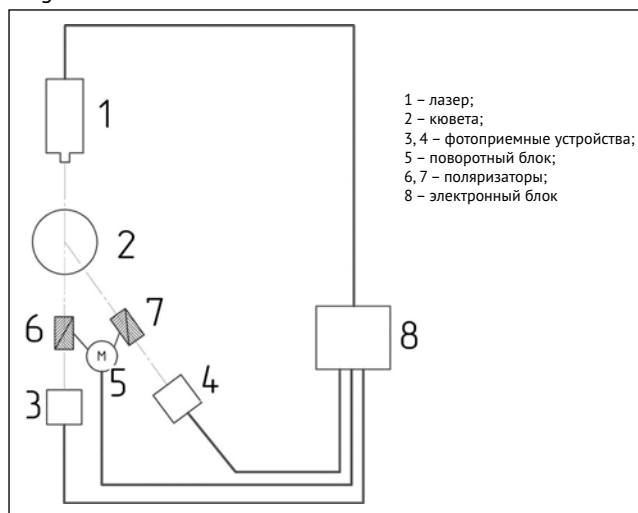 1
2
6
7
М
5
3
4
8
1 – лазер;
2 – кювета;
3, 4 – фотоприемные устройства;
5 – поворотный блок;
6, 7 – поляризаторы;
8 – электронный блок